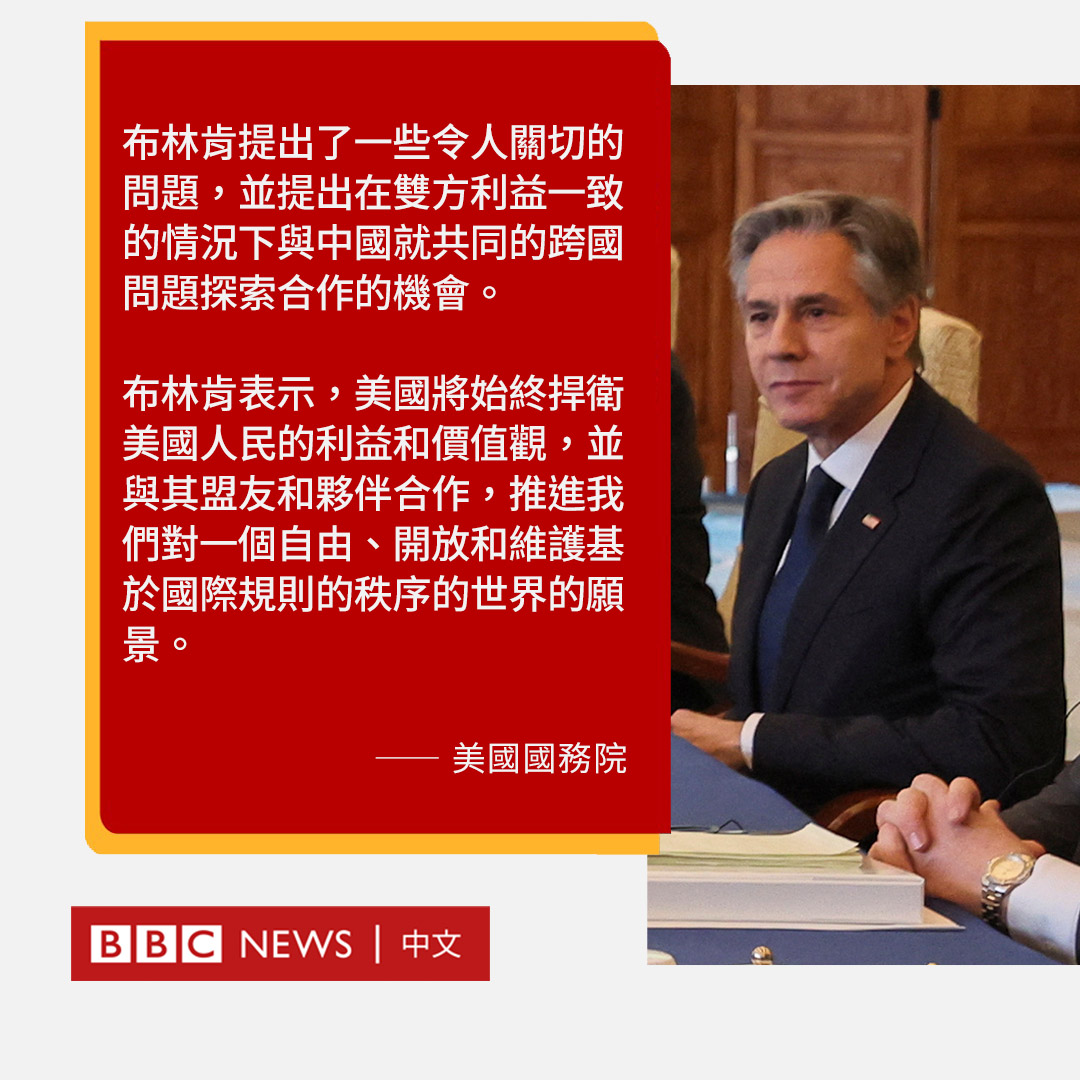 布林肯提出了一些令人關切的
問題，並提出在雙方利益一致
的情況下與中國就共同的跨國
問題探索合作的機會。
布林肯表示，美國將始終捍衛
美國人民的利益和價值觀，並
與其盟友和夥伴合作，推進我
們對一個自由、開放和維護基
於國際規則的秩序的世界的願
景。
—— 美國國務院
BBC NEWS | 中文